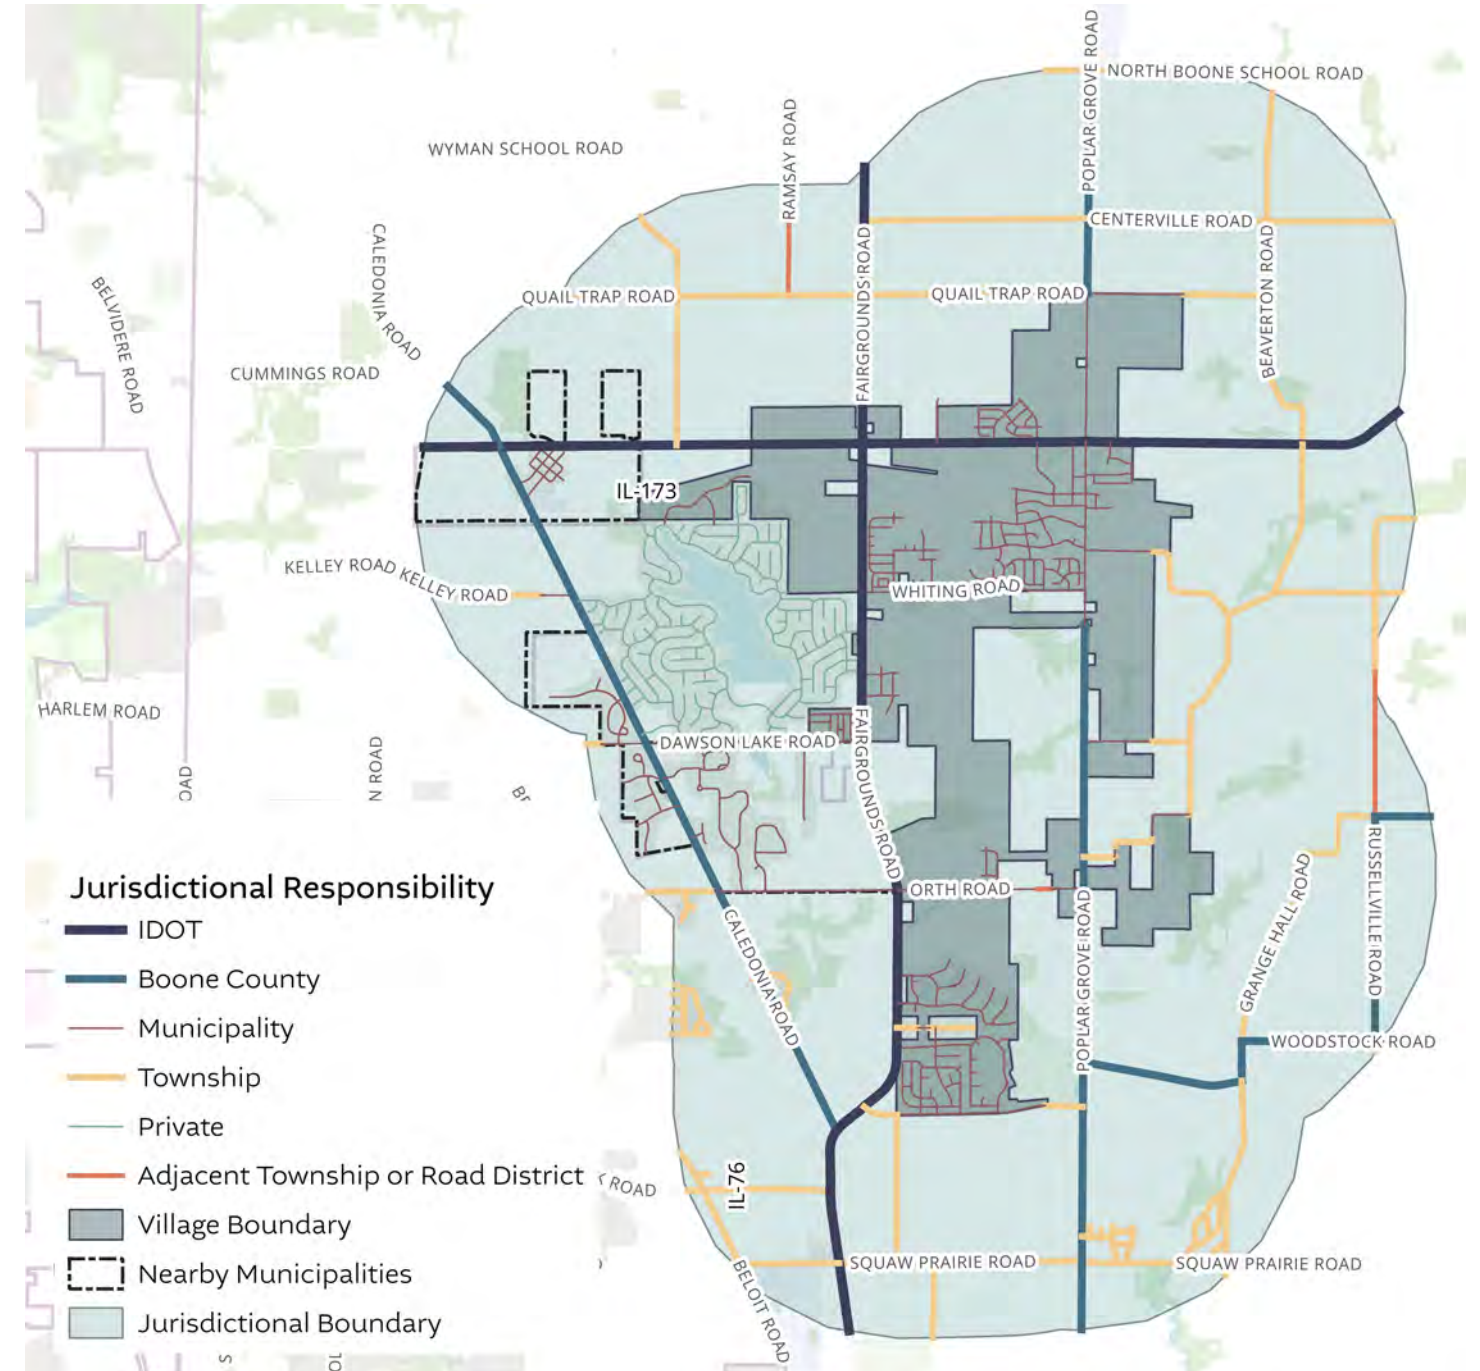 POPLAR GROVE ROAD
NORTH BOONE SCHOOL ROAD
WYMAN SCHOOL ROAD
RAMSAY ROAD
CENTERVILLE ROAD
CALEDONIA ROAD
BELVIDERE ROAD
FAIRGROUNDS ROAD
BEAVERTON ROAD
QUAIL TRAP ROAD
QUAIL TRAP ROAD
CUMMINGS ROAD
IL-173
KELLEY ROAD
KELLEY ROAD
WHITING ROAD
HARLEM ROAD
DAWSON LAKE ROAD
FAIRGROUNDS ROAD
OAD
N ROAD
BE
ORTH ROAD
RUSSELLVILLE ROAD
GRANGE HALL ROAD
CALEDONIA ROAD
POPLAR GROVE ROAD
WOODSTOCK ROAD
Jurisdictional Responsibility
IDOT
Boone County
Municipality
Township
Private
Adjacent Township or Road District
Village Boundary
Nearby Municipalities
Jurisdictional Boundary
K ROAD
IL-76
BELOIT ROAD
SQUAW PRAIRIE ROAD
SQUAW PRAIRIE ROAD